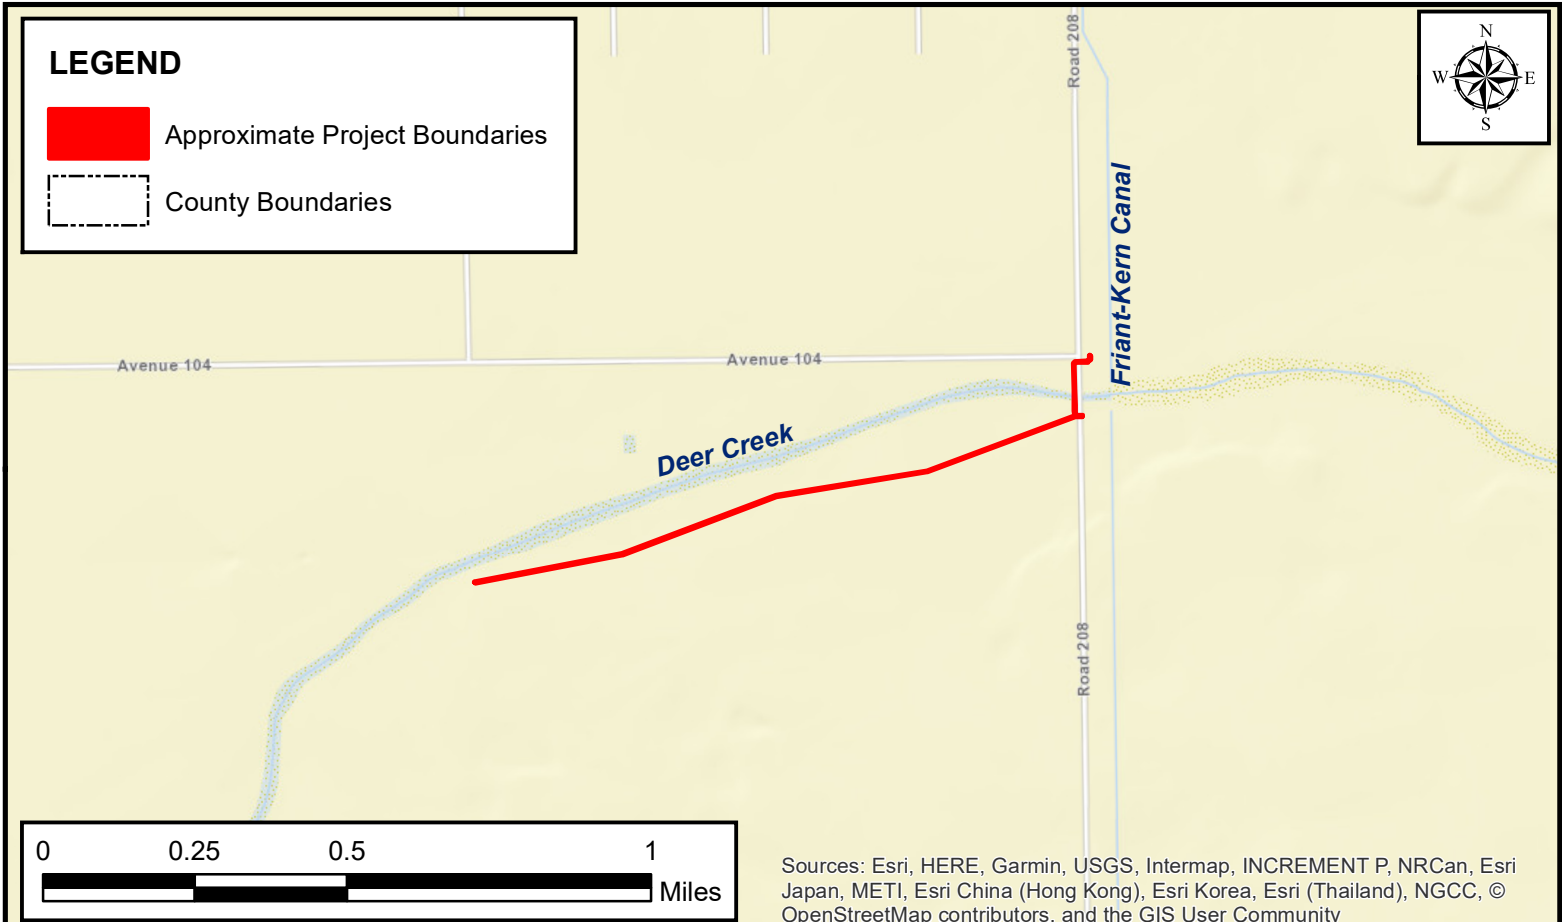 LEGEND
Approximate Project Boundaries
County Boundaries
Road 208
N
W
E
S
Friant-Kern Canal
Avenue 104
Avenue 104
Deer Creek
Road 208
0 0.25 0.5 1
Miles
Sources: Esri, HERE, Garmin, USGS, Intermap, INCREMENT P, NRCan, Esri
Japan, METI, Esri China (Hong Kong), Esri Korea, Esri (Thailand), NGCC, ©
OpenStreetMap contributors, and the GIS User Community